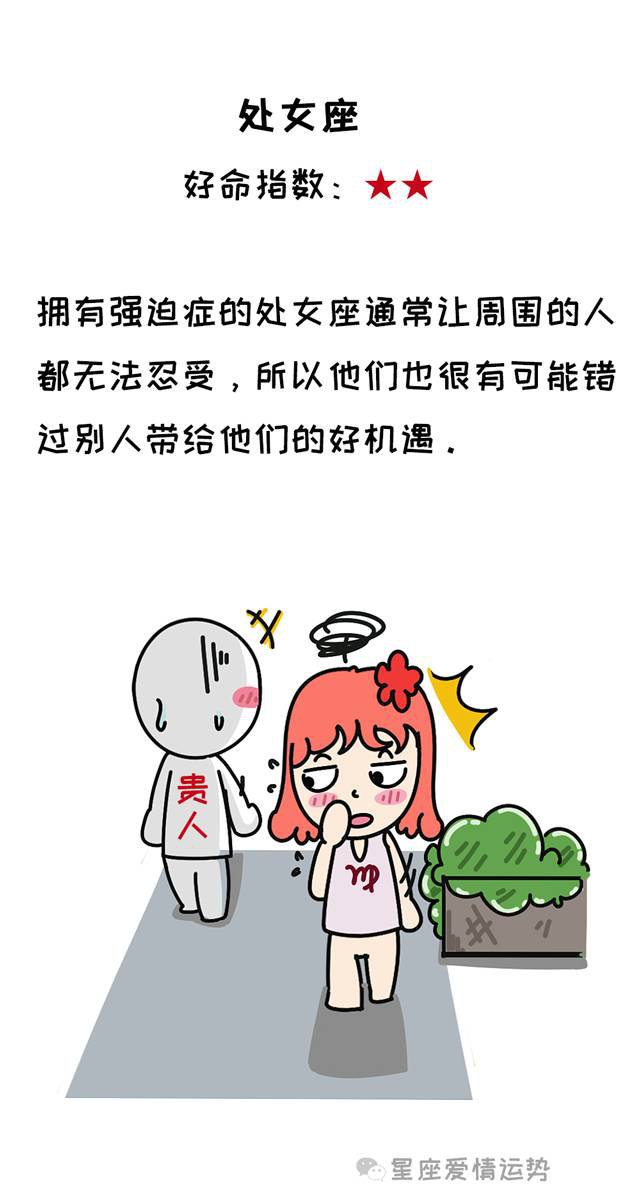 处女座
好命指数：★★
拥有强迫症的处女座通常让周围的人
都无法忍受，所以他们也很有可能错
过别人带给他们的好机遇．
贵
人
星座爱情运势